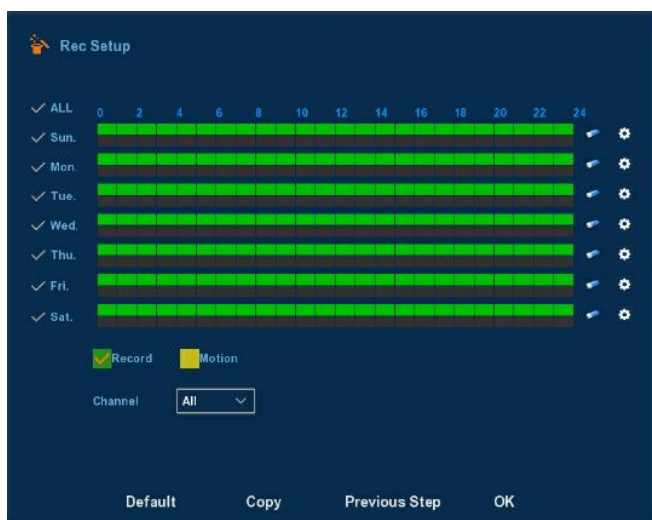 Rec Setup
ALL 0 2 4 6 8 10 12 14 16 18 20 22 24
Sun.
Mon.
Tue.
Wed.
Thu.
Fri.
Sat.
Record Motion
Channel All
Default Copy Previous Step OK